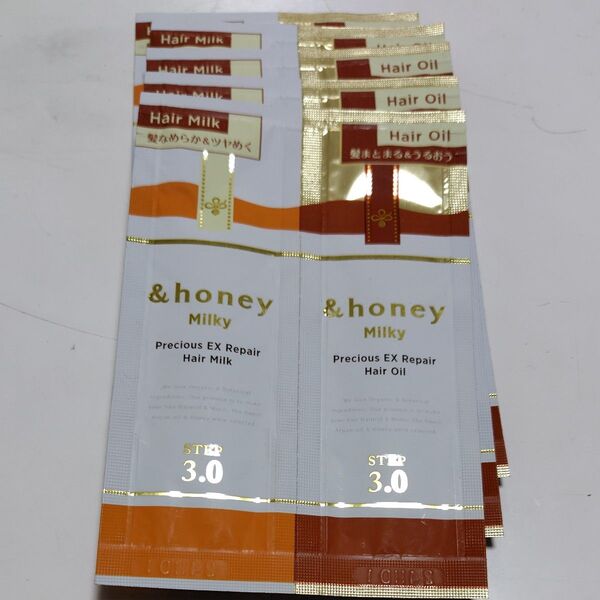 Hair Milk
Hair Milk
Hair Milk
Hair Milk
髪なめらか&ツヤめく
&honey
Milky
Precious EX Repair
Hair Milk
STEP
3.0
Hair Oil
Hair Oil
Hair Oil
Hair Oil
髪まとまる&うるおう
&honey
Milky
Precious EX Repair
Hair Oil
STEP
3.0